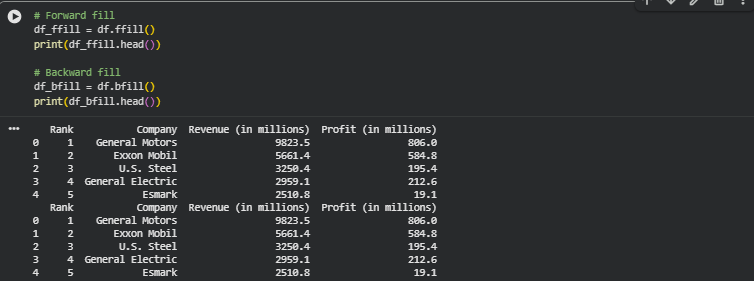 # Forward fill
df_ffill = df.ffill()
print(df_ffill.head())
# Backward fill
df_bfill = df.bfill()
print(df_bfill.head())
Rank Company Revenue (in millions) Profit (in millions)
0 1 General Motors 9823.5 806.0
1 2 Exxon Mobil 5661.4 584.8
2 3 U.S. Steel 3250.4 195.4
3 4 General Electric 2959.1 212.6
4 5 Esmark 2510.8 19.1
Rank Company Revenue (in millions) Profit (in millions)
0 1 General Motors 9823.5 806.0
1 2 Exxon Mobil 5661.4 584.8
2 3 U.S. Steel 3250.4 195.4
3 4 General Electric 2959.1 212.6
4 5 Esmark 2510.8 19.1